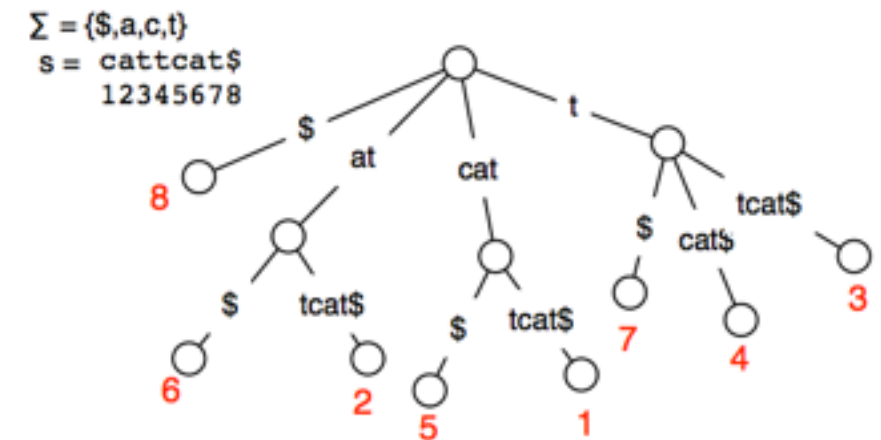 ∑ = {$,a,c,t}
s = cattcat$
12345678
$
at
cat
t
8
$
cat$
tcat$
$
tcat$
$
tcat$
7
4
3
6
2
5
1